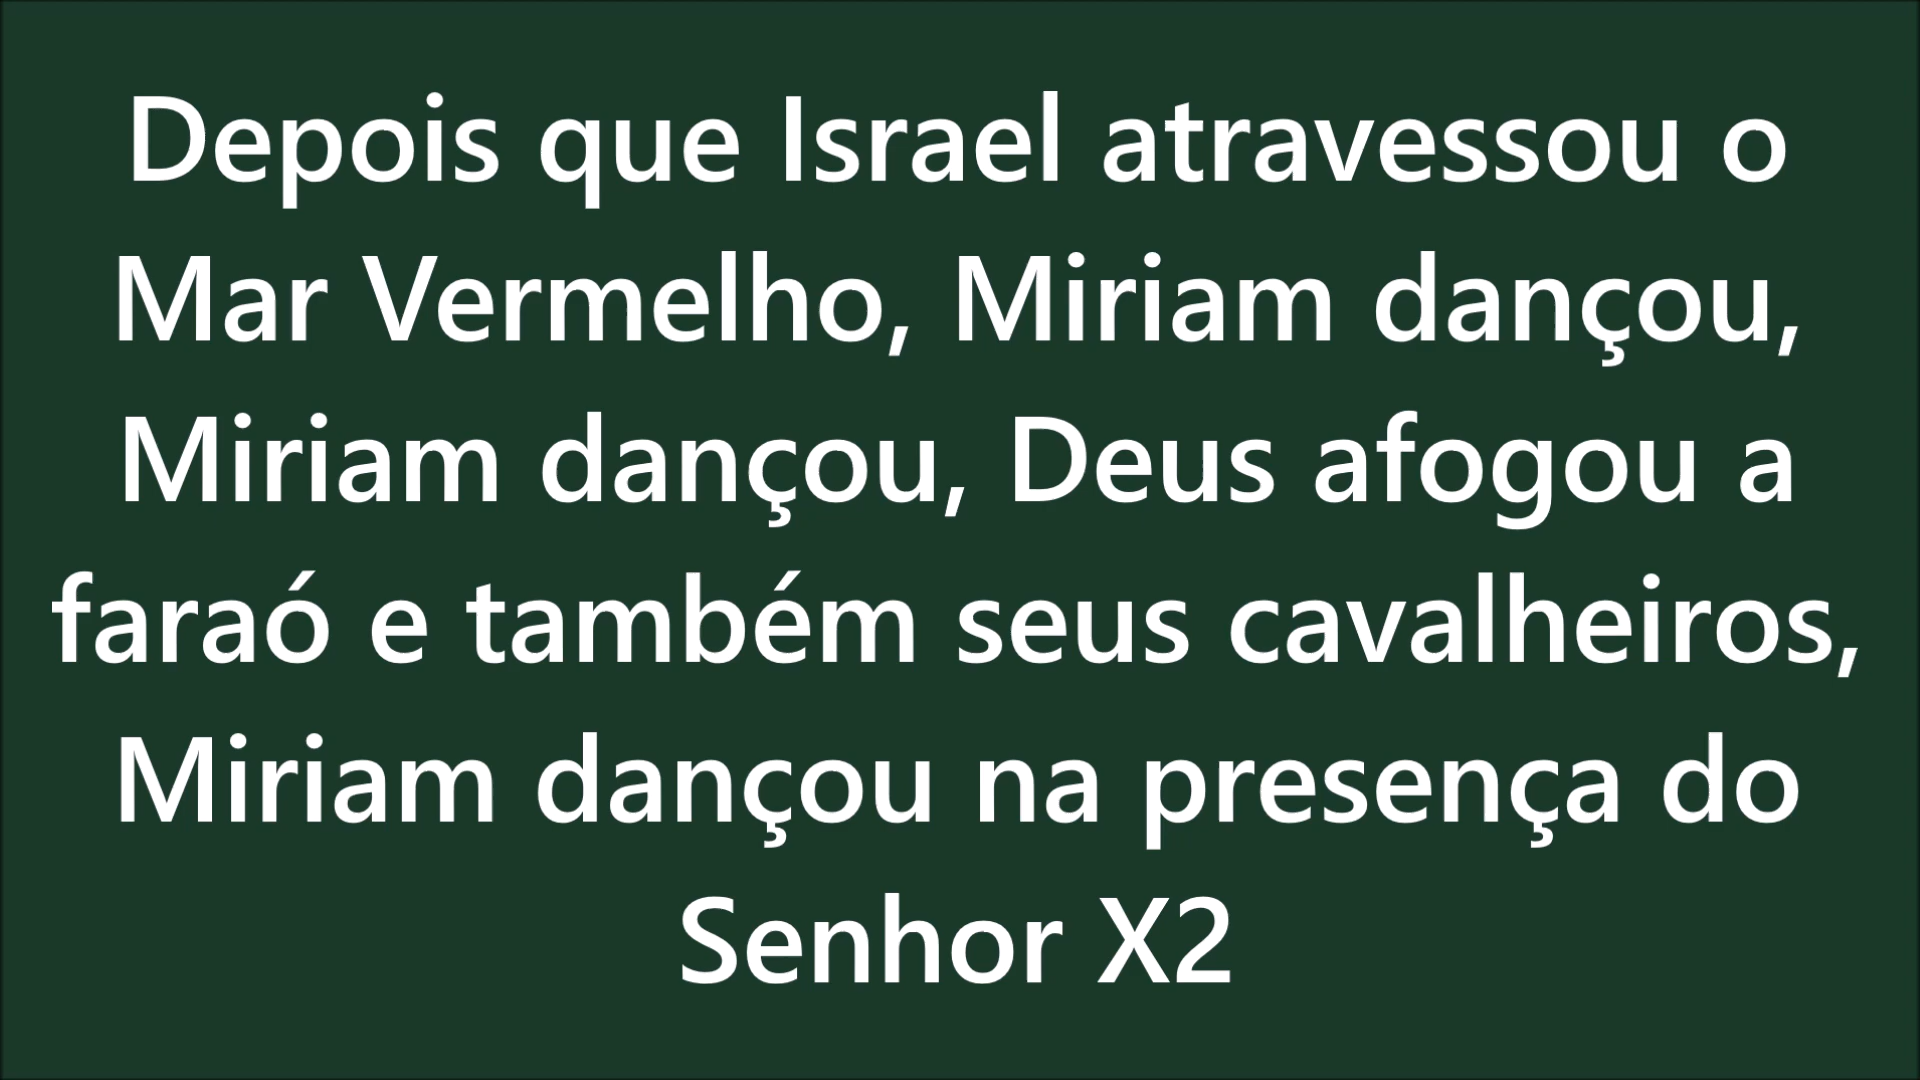 Depois que Israel atravessou o
Mar Vermelho, Miriam dançou,
Miriam dançou, Deus afogou a
faraó e também seus cavalheiros,
Miriam dançou na presença do
Senhor X2